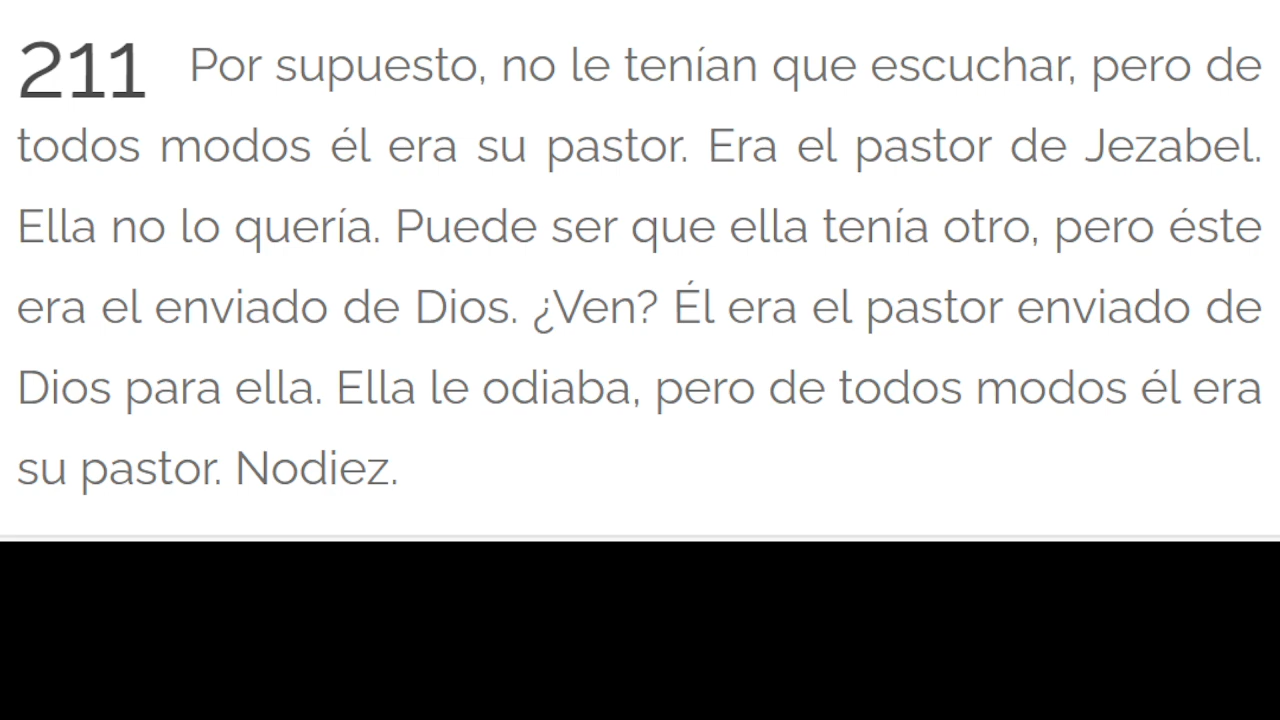 211 Por supuesto, no le tenían que escuchar, pero de
todos modos él era su pastor. Era el pastor de Jezabel.
Ella no lo quería. Puede ser que ella tenía otro, pero éste
era el enviado de Dios. ¿Ven? Él era el pastor enviado de
Dios para ella. Ella le odiaba, pero de todos modos él era
su pastor. Nodiez.